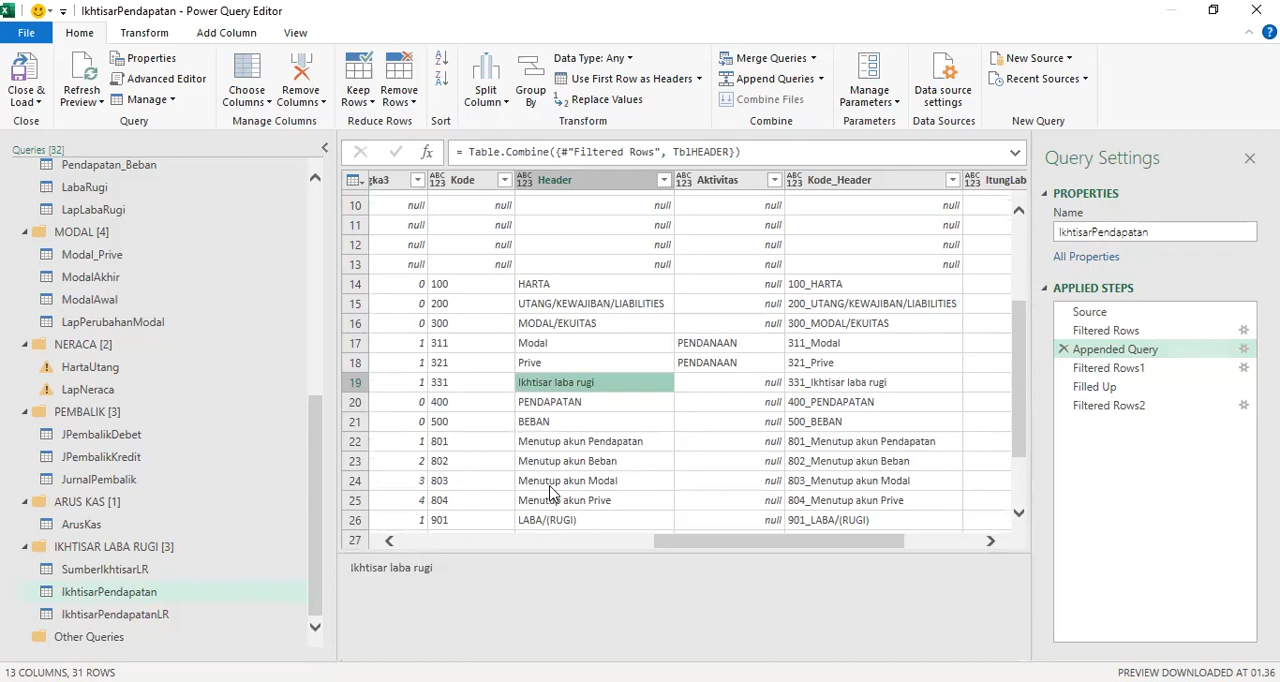 IkhtisarPendapatan - Power Query Editor
File Home Transform Add Column View
Close & Load
Close
Refresh Preview
Properties
Advanced Editor
Manage
Query
Choose Columns
Remove Columns
Manage Columns
Keep Rows
Remove Rows
Reduce Rows
Sort
Split Column
Group By
Data Type: Any
Use First Row as Headers
Replace Values
Transform
Merge Queries
Append Queries
Combine Files
Combine
Manage Parameters
Parameters
Data source settings
Data Sources
New Source
Recent Sources
New Query
Queries [32]
Pendapatan_Beban
LabaRugi
LapLabaRugi
MODAL [4]
Modal_Prive
ModalAkhir
ModalAwal
LapPerubahanModal
NERACA [2]
HartaUtang
LapNeraca
PEMBALIK [3]
JPembalikDebet
JPembalikKredit
JurnalPembalik
ARUS KAS [1]
ArusKas
IKHTISAR LABA RUGI [3]
SumberIkhtisarLR
IkhtisarPendapatan
IkhtisarPendapatanLR
Other Queries
fx = Table.Combine({#"Filtered Rows", TblHEADER})
gka3 ABC 123 Kode ABC 123 Header ABC 123 Aktivitas ABC 123 Kode_Header ABC 123 ItungLab
10 null null null null null
11 null null null null null
12 null null null null null
13 null null null null null
14 0 100 HARTA null 100_HARTA
15 0 200 UTANG/KEWAJIBAN/LIABILITIES null 200_UTANG/KEWAJIBAN/LIABILITIES
16 0 300 MODAL/EKUITAS null 300_MODAL/EKUITAS
17 1 311 Modal PENDANAAN 311_Modal
18 1 321 Prive PENDANAAN 321_Prive
19 1 331 Ikhtisar laba rugi null 331_Ikhtisar laba rugi
20 0 400 PENDAPATAN null 400_PENDAPATAN
21 0 500 BEBAN null 500_BEBAN
22 1 801 Menutup akun Pendapatan null 801_Menutup akun Pendapatan
23 2 802 Menutup akun Beban null 802_Menutup akun Beban
24 3 803 Menutup akun Modal null 803_Menutup akun Modal
25 4 804 Menutup akun Prive null 804_Menutup akun Prive
26 1 901 LABA/(RUGI) null 901_LABA/(RUGI)
27
Ikhtisar laba rugi
Query Settings
PROPERTIES
Name
IkhtisarPendapatan
All Properties
APPLIED STEPS
Source
Filtered Rows
Appended Query
Filtered Rows1
Filled Up
Filtered Rows2
13 COLUMNS, 31 ROWS
PREVIEW DOWNLOADED AT 01.36